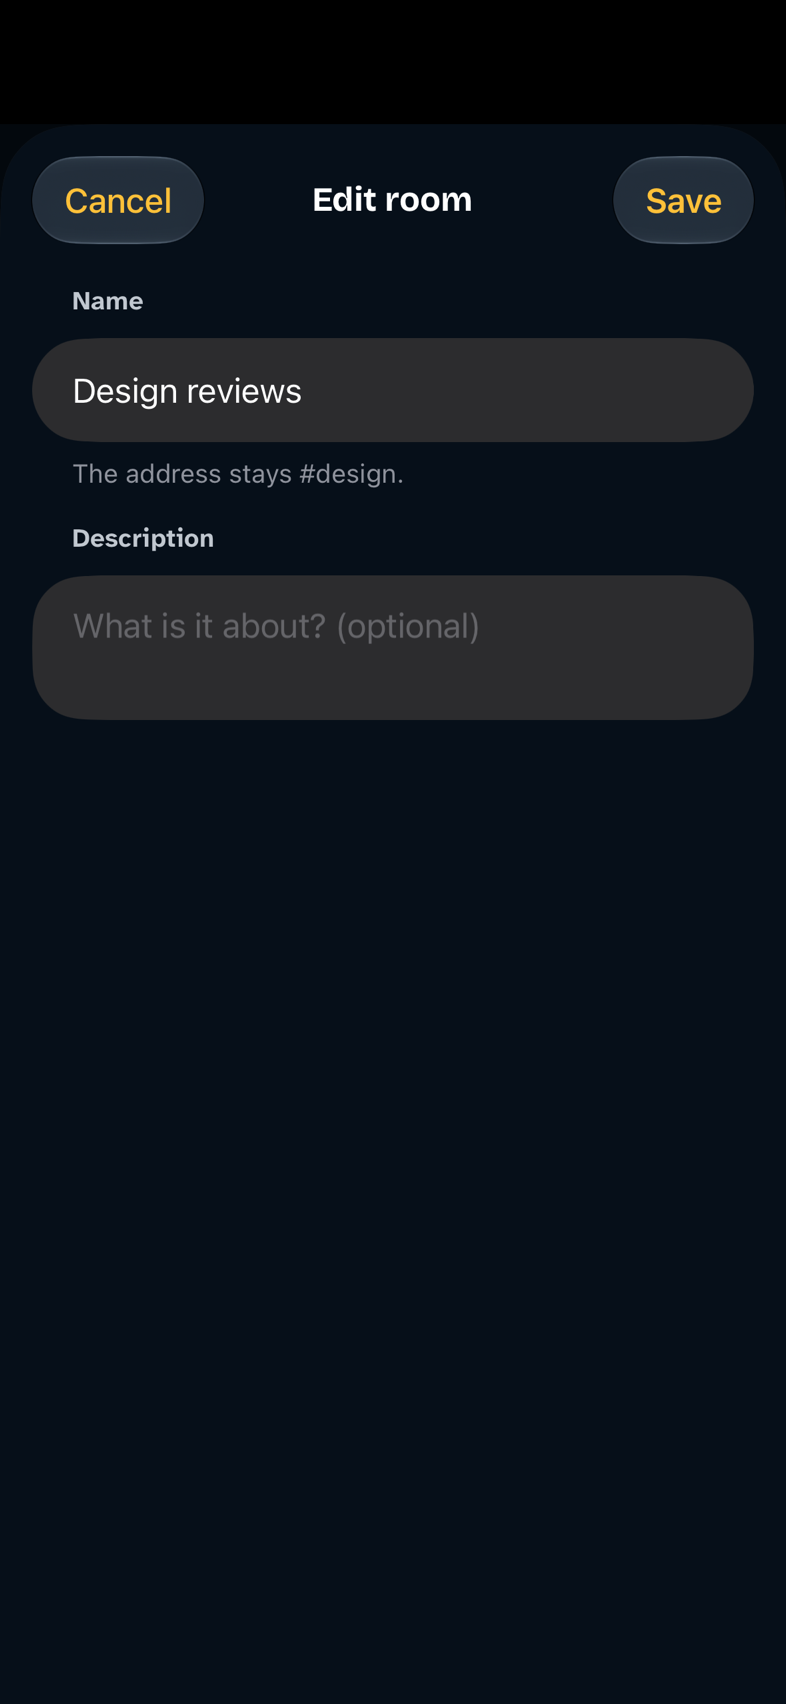 Cancel
Edit room
Save
Name
Design reviews
The address stays #design.
Description
What is it about? (optional)